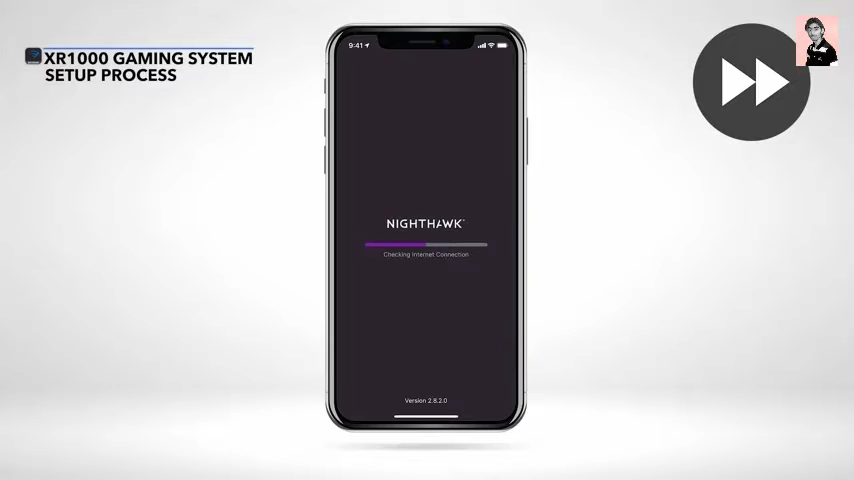 XR1000 GAMING SYSTEM
SETUP PROCESS
9:41
NIGHTHAWK
Checking Internet Connection
Version 2.8.2.0